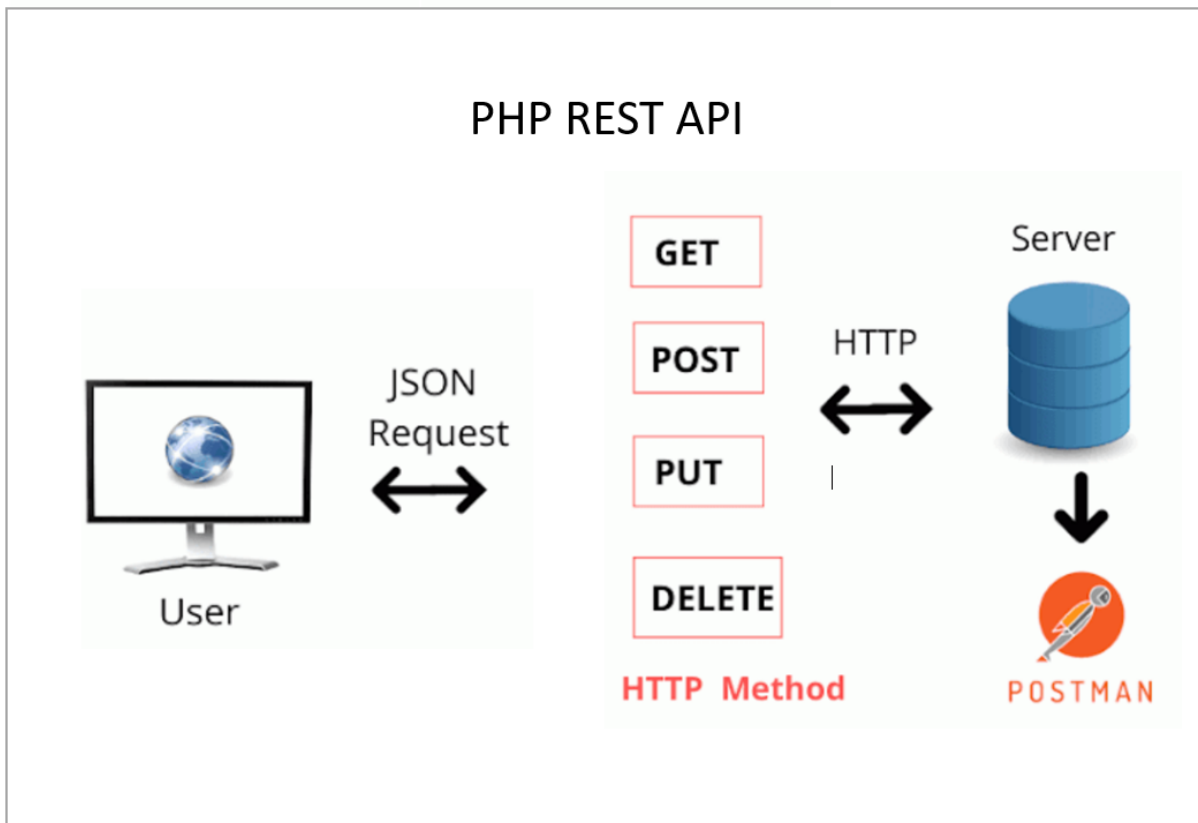 PHP REST API
JSON
Request
User
GET
POST
PUT
DELETE
HTTP Method
HTTP
Server
POSTMAN